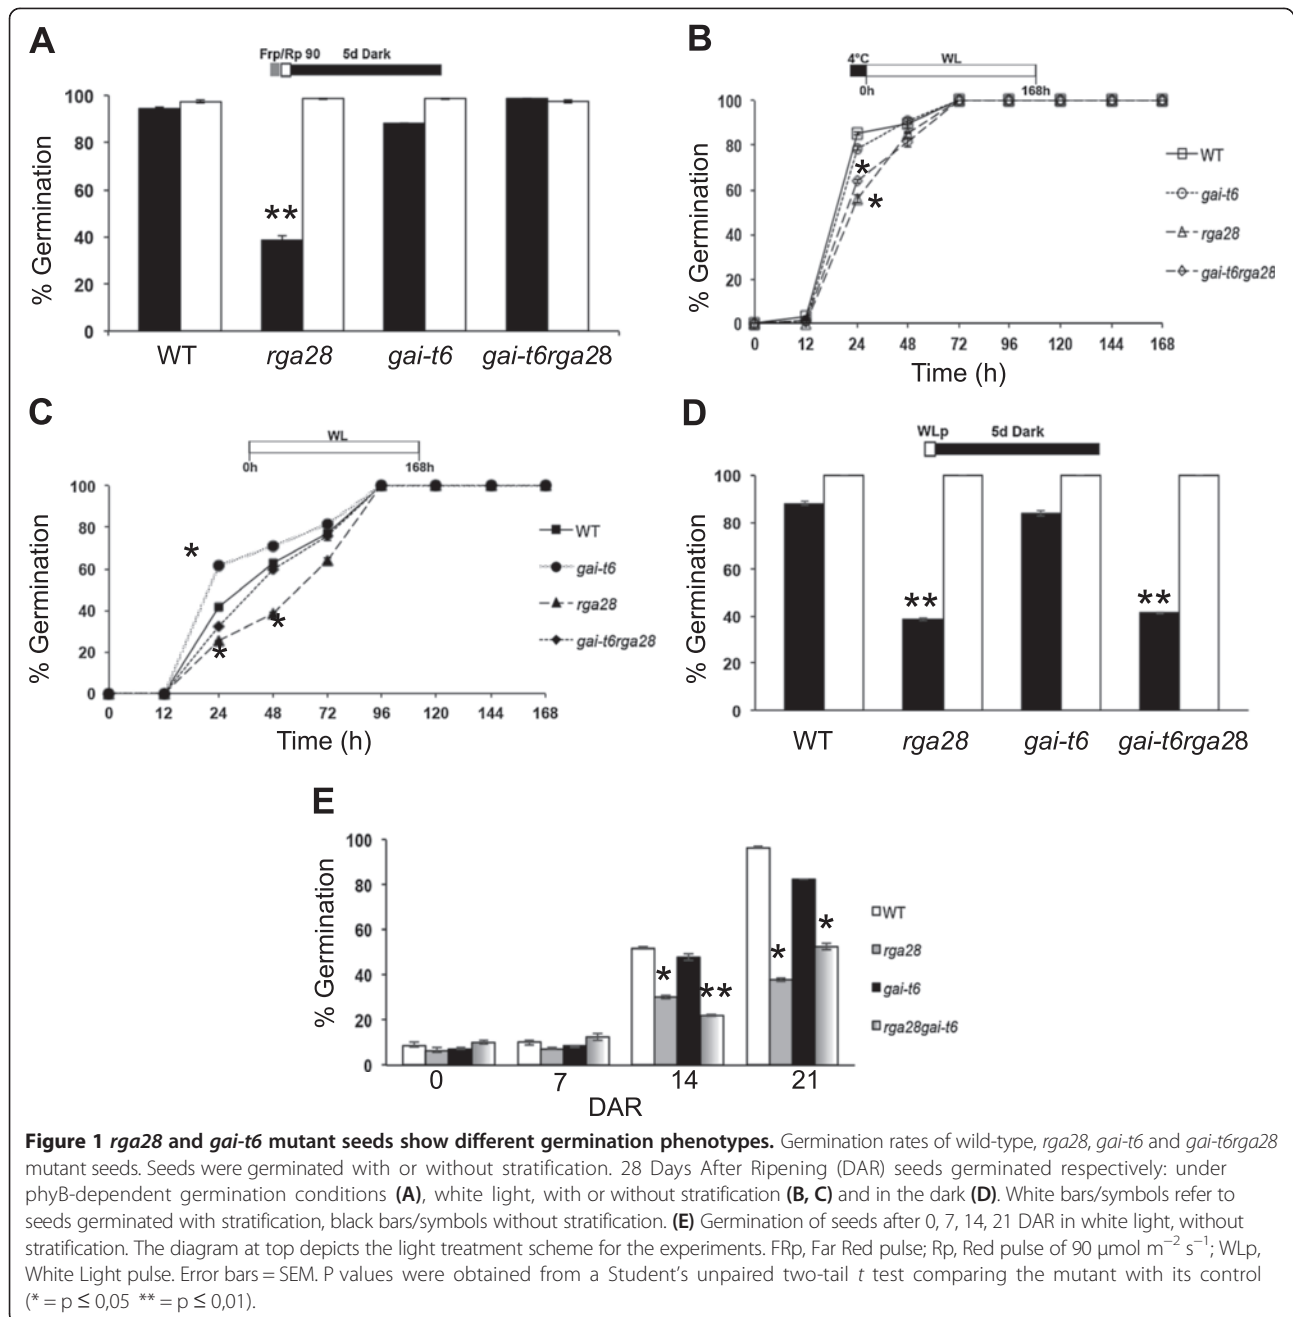 A
Frp/Rp 90 5d Dark
% Germination
100
80
60
40
20
0
**
WT rga28 gai-t6 gai-t6rga28
B
4°C WL
0h 168h
% Germination
100
80
60
40
20
0
*
*
0 12 24 48 72 96 120 144 168
Time (h)
WT
gai-t6
rga28
gai-t6rga28
C
WL
0h 168h
% Germination
100
80
60
40
20
0
*
*
*
0 12 24 48 72 96 120 144 168
Time (h)
WT
gai-t6
rga28
gai-t6rga28
D
WLp 5d Dark
% Germination
100
80
60
40
20
0
** **
WT rga28 gai-t6 gai-t6rga28
E
% Germination
100
80
60
40
20
0
* ** * *
0 7 14 21
DAR
WT
rga28
gai-t6
rga28gai-t6
Figure 1 rga28 and gai-t6 mutant seeds show different germination phenotypes. Germination rates of wild-type, rga28, gai-t6 and gai-t6rga28
mutant seeds. Seeds were germinated with or without stratification. 28 Days After Ripening (DAR) seeds germinated respectively: under
phyB-dependent germination conditions (A), white light, with or without stratification (B, C) and in the dark (D). White bars/symbols refer to
seeds germinated with stratification, black bars/symbols without stratification. (E) Germination of seeds after 0, 7, 14, 21 DAR in white light, without
stratification. The diagram at top depicts the light treatment scheme for the experiments. FRp, Far Red pulse; Rp, Red pulse of 90 μmol m⁻² s⁻¹; WLp,
White Light pulse. Error bars = SEM. P values were obtained from a Student's unpaired two-tail t test comparing the mutant with its control
(* = p ≤ 0,05 ** = p ≤ 0,01).